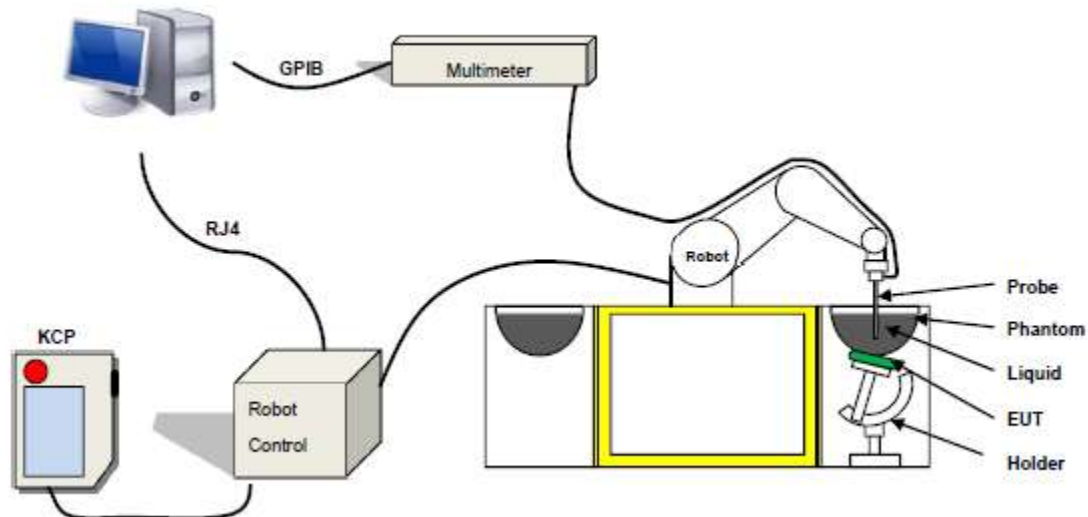 GPIB
Multimeter
RJ4
Robot
Probe
Phantom
KCP
Liquid
Robot
Control
EUT
Holder